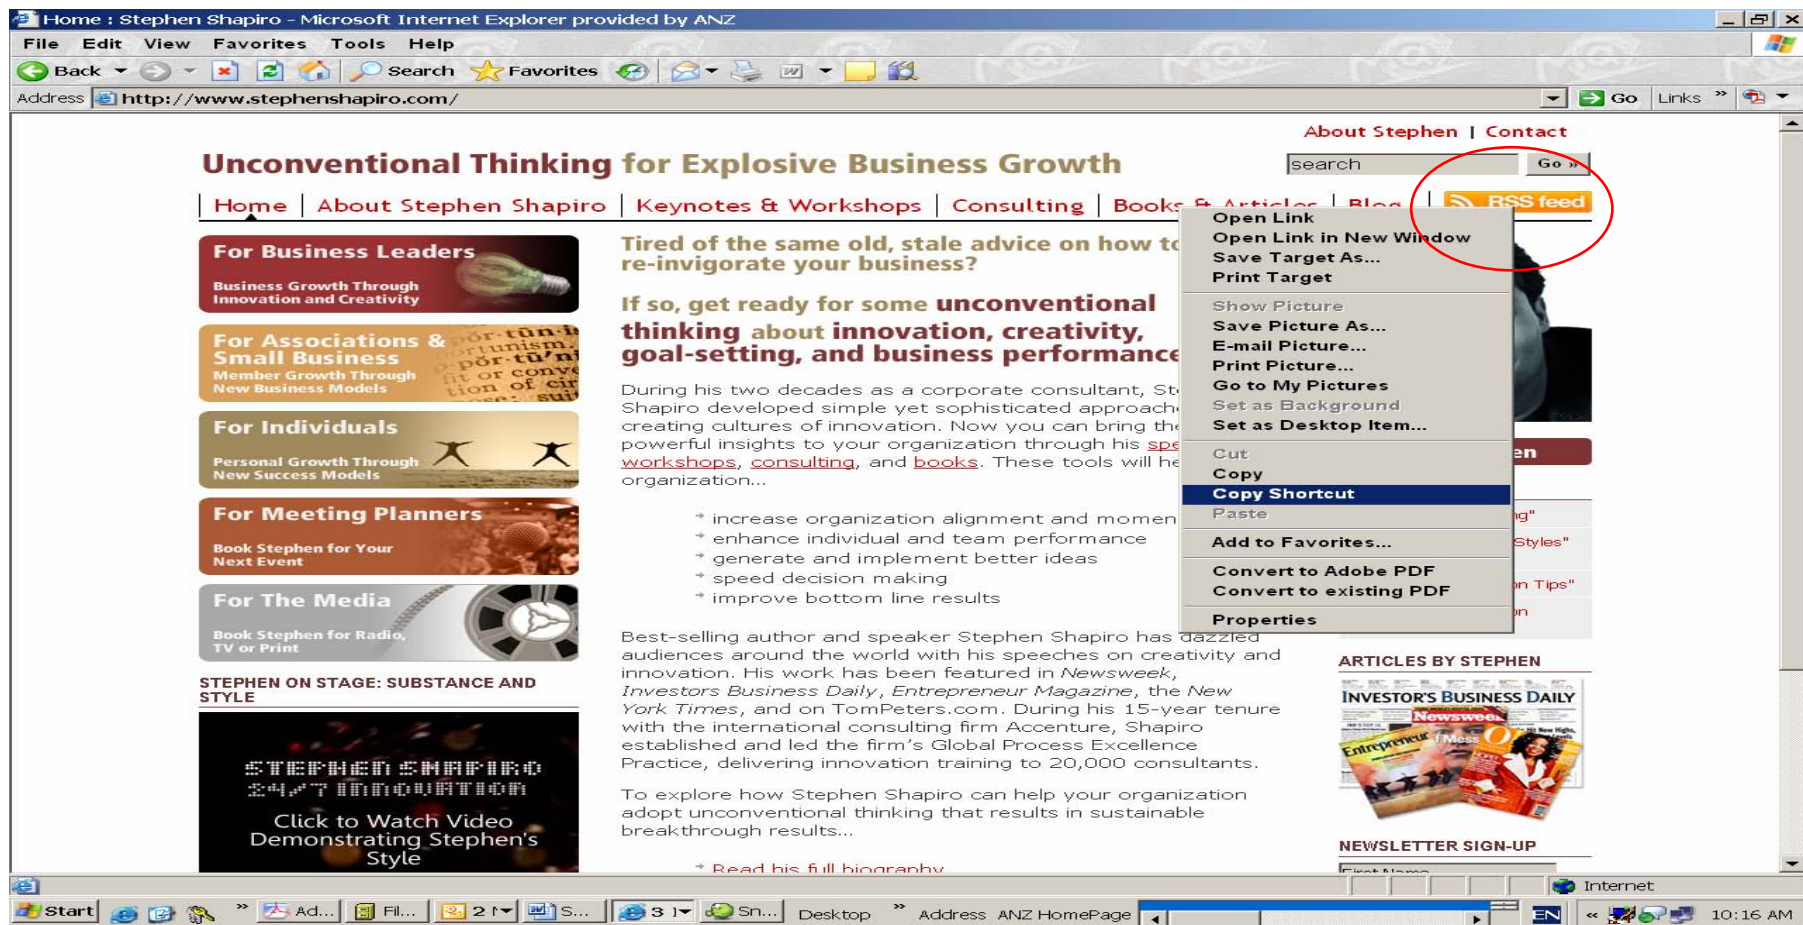 Home : Stephen Shapiro - Microsoft Internet Explorer provided by ANZ
File Edit View Favorites Tools Help
Back Search Favorites
Address http://www.stephenshapiro.com/ Go Links »
About Stephen | Contact
Unconventional Thinking for Explosive Business Growth
search Go »
Home | About Stephen Shapiro | Keynotes & Workshops | Consulting | Books & Articles | Blog | RSS feed
For Business Leaders
Business Growth Through
Innovation and Creativity
For Associations &
Small Business
Member Growth Through
New Business Models
For Individuals
Personal Growth Through
New Success Models
For Meeting Planners
Book Stephen for Your
Next Event
For The Media
Book Stephen for Radio,
TV or Print
STEPHEN ON STAGE: SUBSTANCE AND
STYLE
STEPHEN SHAPIRO
24/7 INNOVATION
Click to Watch Video
Demonstrating Stephen's
Style
Tired of the same old, stale advice on how to
re-invigorate your business?
If so, get ready for some unconventional
thinking about innovation, creativity,
goal-setting, and business performance
During his two decades as a corporate consultant, St
Shapiro developed simple yet sophisticated approach
creating cultures of innovation. Now you can bring the
powerful insights to your organization through his spe
workshops, consulting, and books. These tools will he
organization...
increase organization alignment and momen
enhance individual and team performance
generate and implement better ideas
speed decision making
improve bottom line results
Best-selling author and speaker Stephen Shapiro has dazzled
audiences around the world with his speeches on creativity and
innovation. His work has been featured in Newsweek,
Investors Business Daily, Entrepreneur Magazine, the New
York Times, and on TomPeters.com. During his 15-year tenure
with the international consulting firm Accenture, Shapiro
established and led the firm's Global Process Excellence
Practice, delivering innovation training to 20,000 consultants.
To explore how Stephen Shapiro can help your organization
adopt unconventional thinking that results in sustainable
breakthrough results...
Read his full biography
Open Link
Open Link in New Window
Save Target As...
Print Target
Show Picture
Save Picture As...
E-mail Picture...
Print Picture...
Go to My Pictures
Set as Background
Set as Desktop Item...
Cut
Copy
Copy Shortcut
Paste
Add to Favorites...
Convert to Adobe PDF
Convert to existing PDF
Properties
en
ng"
Styles"
on Tips"
on
ARTICLES BY STEPHEN
INVESTOR'S BUSINESS DAILY
Newsweek
Entrepreneur
NEWSLETTER SIGN-UP
First Name
Internet
Start » Ad... Fil... S... Sn... Desktop » Address ANZ HomePage EN « 10:16 AM